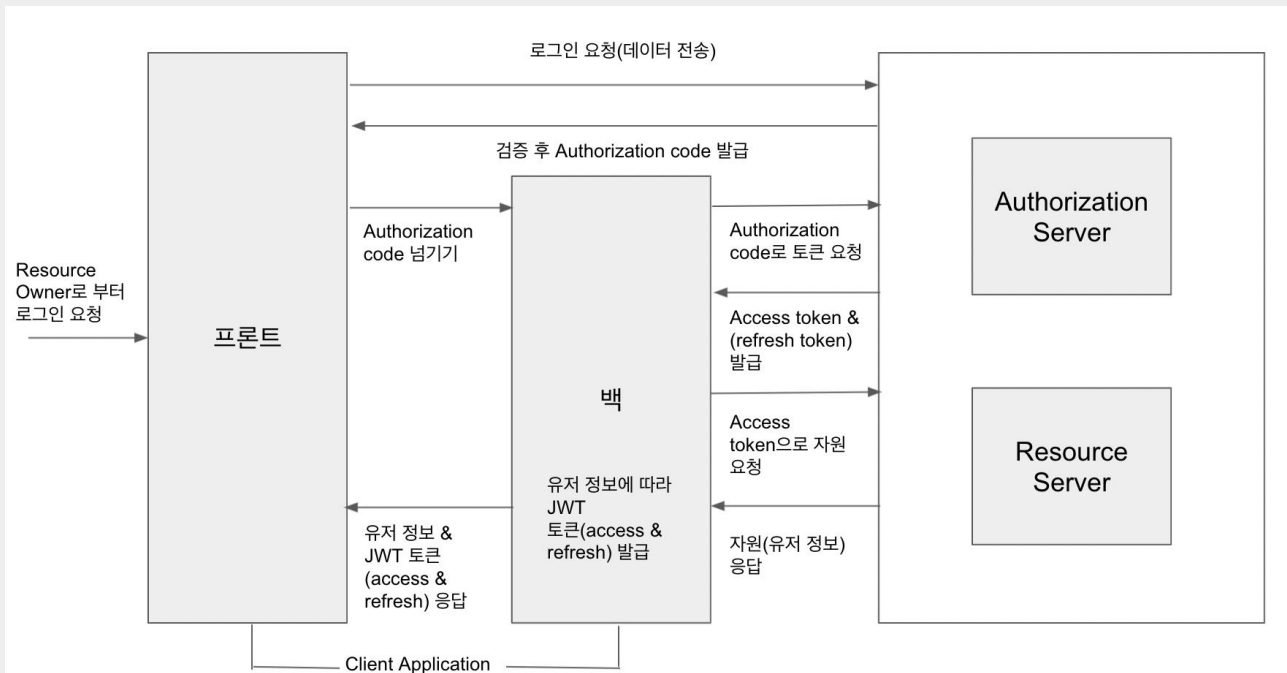 로그인 요청(데이터 전송)
검증 후 Authorization code 발급
Resource
Owner로 부터
로그인 요청
프론트
Authorization
code 넘기기
백
유저 정보에 따라
JWT
토큰(access &
refresh) 발급
유저 정보 &
JWT 토큰
(access &
refresh) 응답
Authorization
code로 토큰 요청
Access token &
(refresh token)
발급
Access
token으로 자원
요청
자원(유저 정보)
응답
Authorization
Server
Resource
Server
Client Application